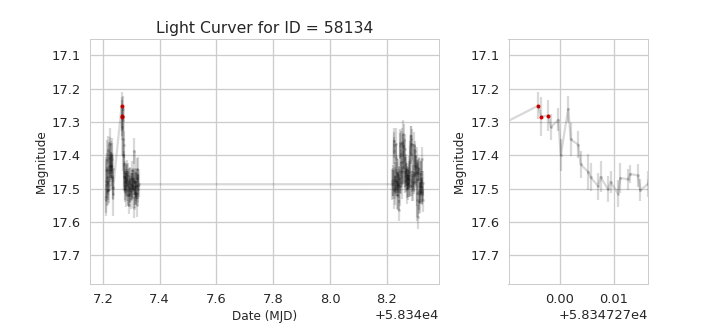 Light Curver for ID = 58134
Magnitude
17.1
17.2
17.3
17.4
17.5
17.6
17.7
7.2 7.4 7.6 7.8 8.0 8.2
Date (MJD)
+5.834e4
Magnitude
17.1
17.2
17.3
17.4
17.5
17.6
17.7
0.00 0.01
+5.834727e4